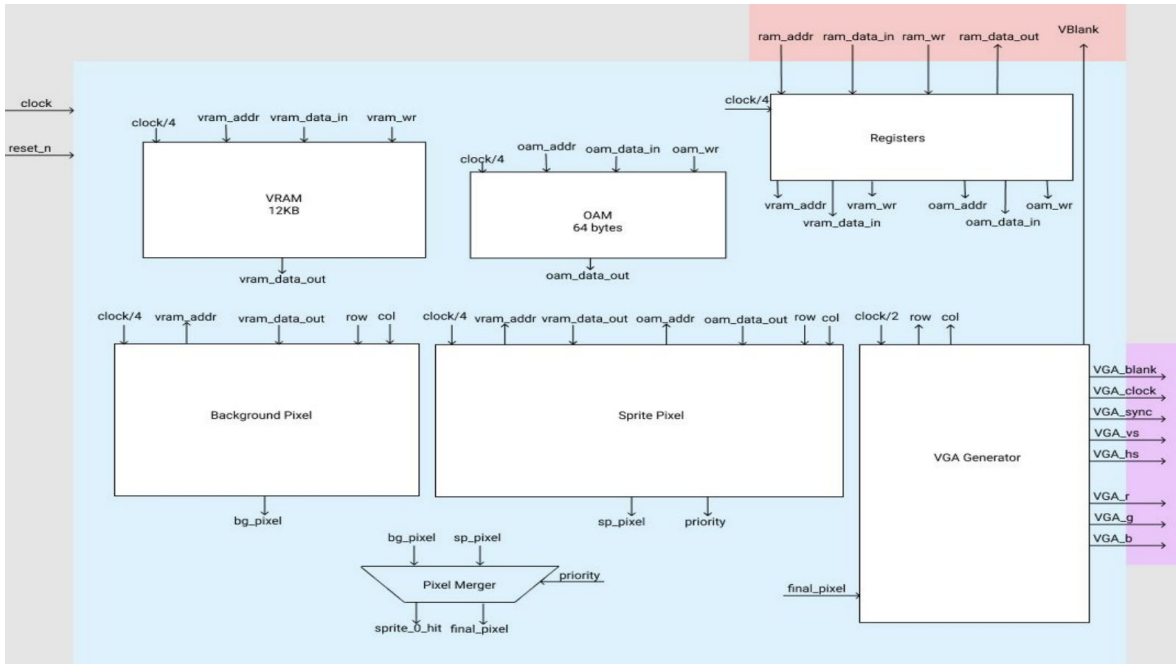 ram_addr ram_data_in ram_wr ram_data_out VBlank
clock
reset_n
clock/4 vram_addr vram_data_in vram_wr
VRAM
12KB
vram_data_out
clock/4 oam_addr oam_data_in oam_wr
OAM
64 bytes
oam_data_out
clock/4
Registers
vram_addr vram_wr oam_addr oam_wr
vram_data_in oam_data_in
clock/4 vram_addr vram_data_out row col
Background Pixel
bg_pixel
clock/4 vram_addr vram_data_out oam_addr oam_data_out row col
Sprite Pixel
sp_pixel priority
clock/2 row col
VGA Generator
VGA_blank
VGA_clock
VGA_sync
VGA_vs
VGA_hs
VGA_r
VGA_g
VGA_b
final_pixel
bg_pixel sp_pixel
Pixel Merger
priority
sprite_0_hit final_pixel